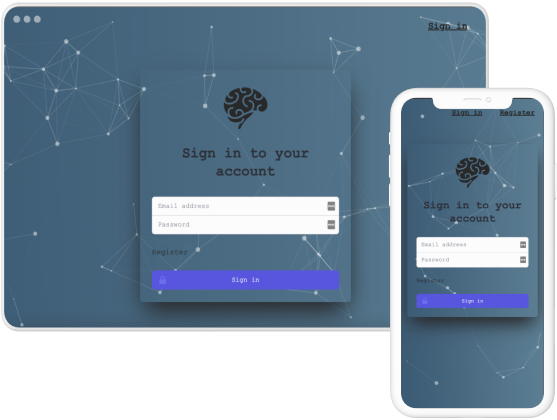 Sign in
Sign in to your
account
Email address
Password
Register
Sign in
Sign in Register
Sign in to your
account
Email address
Password
Register
Sign in